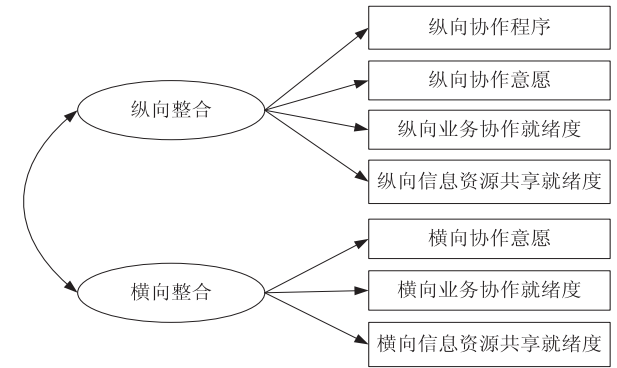 纵向协作程序
纵向协作意愿
纵向整合
纵向业务协作就绪度
纵向信息资源共享就绪度
横向协作意愿
横向整合
横向业务协作就绪度
横向信息资源共享就绪度